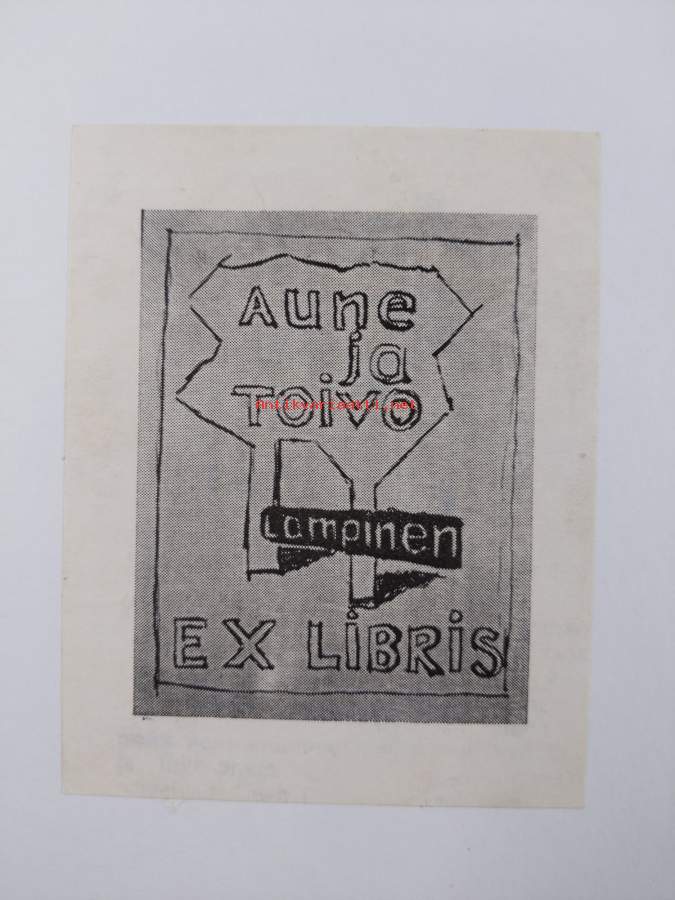 Aune
ja
TOiVO
Antikvariaatti.net
Lampinen
EX LiBRiS